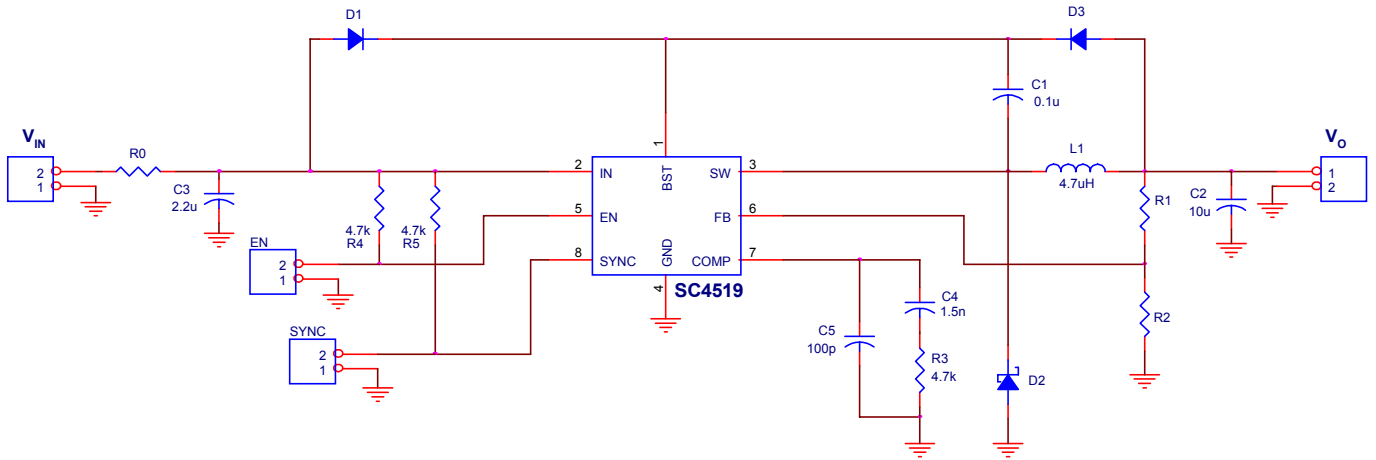 D1
D3
C1
0.1u
V_IN
2
1
R0
C3
2.2u
4.7k
R4
4.7k
R5
EN
2
1
SYNC
2
1
1
2
IN
BST
SW
3
5
EN
FB
6
8
SYNC
GND
COMP
7
4
SC4519
L1
4.7uH
R1
C2
10u
V_O
1
2
R2
C4
1.5n
C5
100p
R3
4.7k
D2